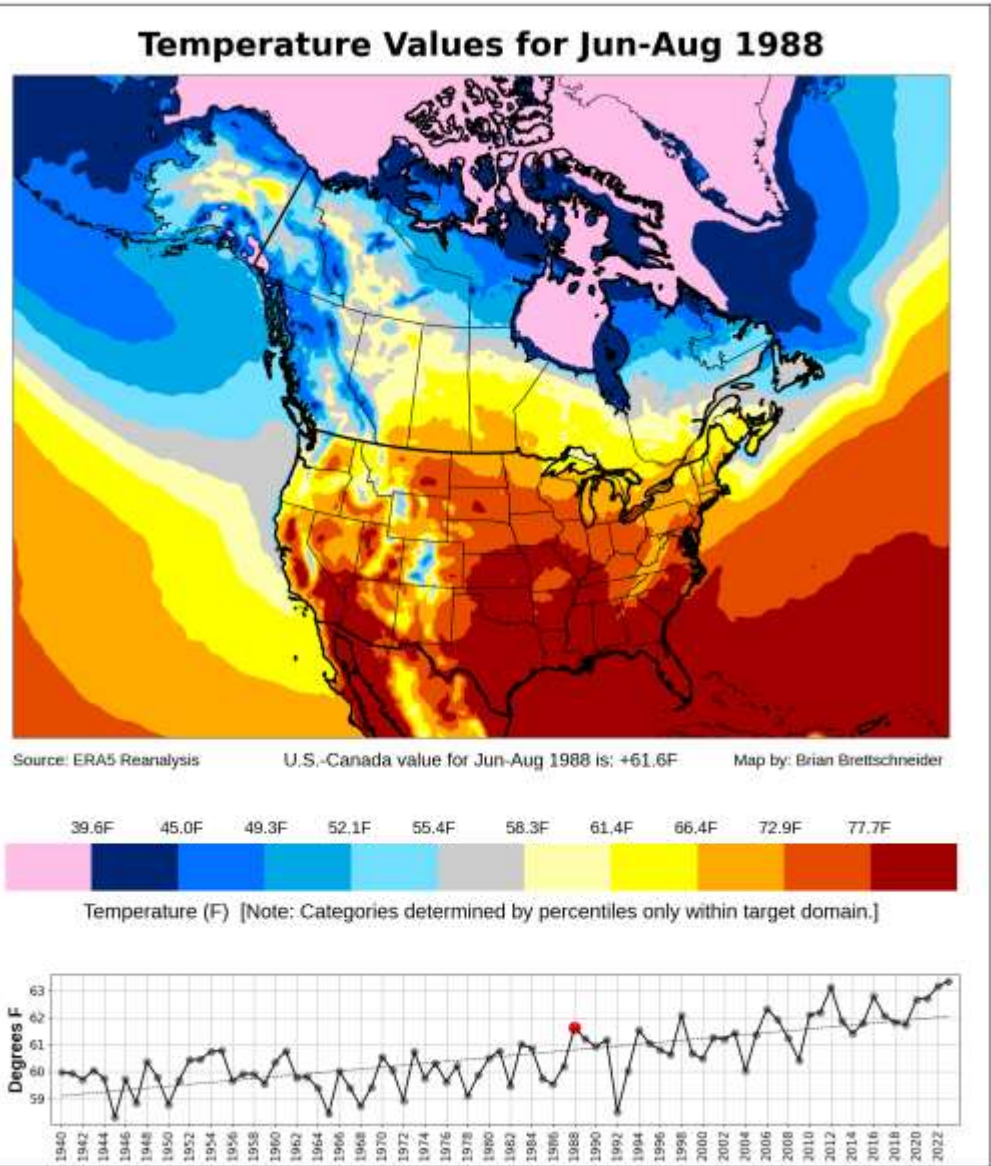 Temperature Values for Jun-Aug 1988
Source: ERA5 Reanalysis U.S.-Canada value for Jun-Aug 1988 is: +61.6F Map by: Brian Brettschneider
39.6F 45.0F 49.3F 52.1F 55.4F 58.3F 61.4F 66.4F 72.9F 77.7F
Temperature (F) [Note: Categories determined by percentiles only within target domain.]
Degrees F
63
62
61
60
59
1940 1942 1944 1946 1948 1950 1952 1954 1956 1958 1960 1962 1964 1966 1968 1970 1972 1974 1976 1978 1980 1982 1984 1986 1988 1990 1992 1994 1996 1998 2000 2002 2004 2006 2008 2010 2012 2014 2016 2018 2020 2022